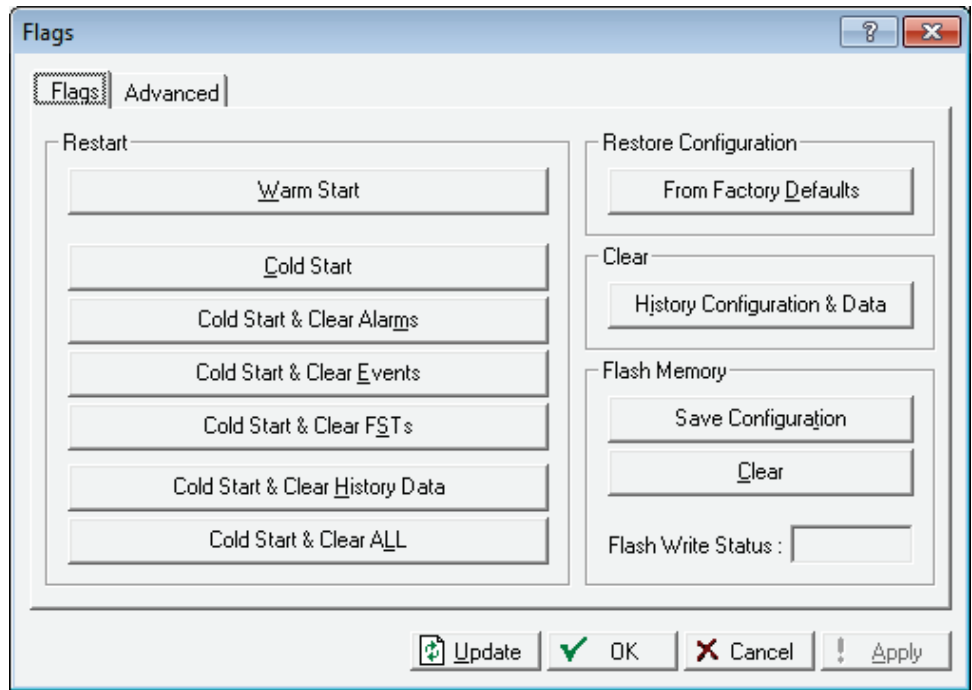 Flags
Flags
Advanced
Restart
Warm Start
Cold Start
Cold Start & Clear Alarms
Cold Start & Clear Events
Cold Start & Clear FSTs
Cold Start & Clear History Data
Cold Start & Clear ALL
Restore Configuration
From Factory Defaults
Clear
History Configuration & Data
Flash Memory
Save Configuration
Clear
Flash Write Status :
Update
OK
Cancel
! Apply